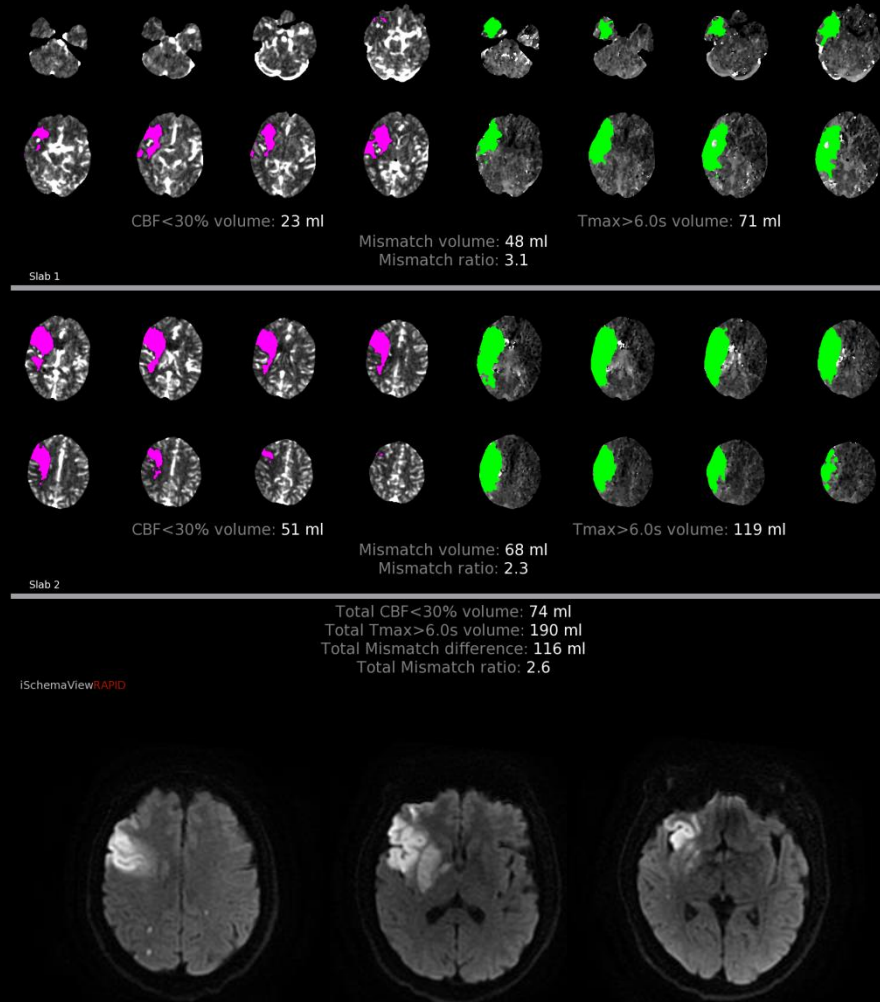 CBF<30% volume: 23 ml Tmax>6.0s volume: 71 ml
Mismatch volume: 48 ml
Mismatch ratio: 3.1
Slab 1
CBF<30% volume: 51 ml Tmax>6.0s volume: 119 ml
Mismatch volume: 68 ml
Mismatch ratio: 2.3
Slab 2
Total CBF<30% volume: 74 ml
Total Tmax>6.0s volume: 190 ml
Total Mismatch difference: 116 ml
Total Mismatch ratio: 2.6
iSchemaViewRAPID